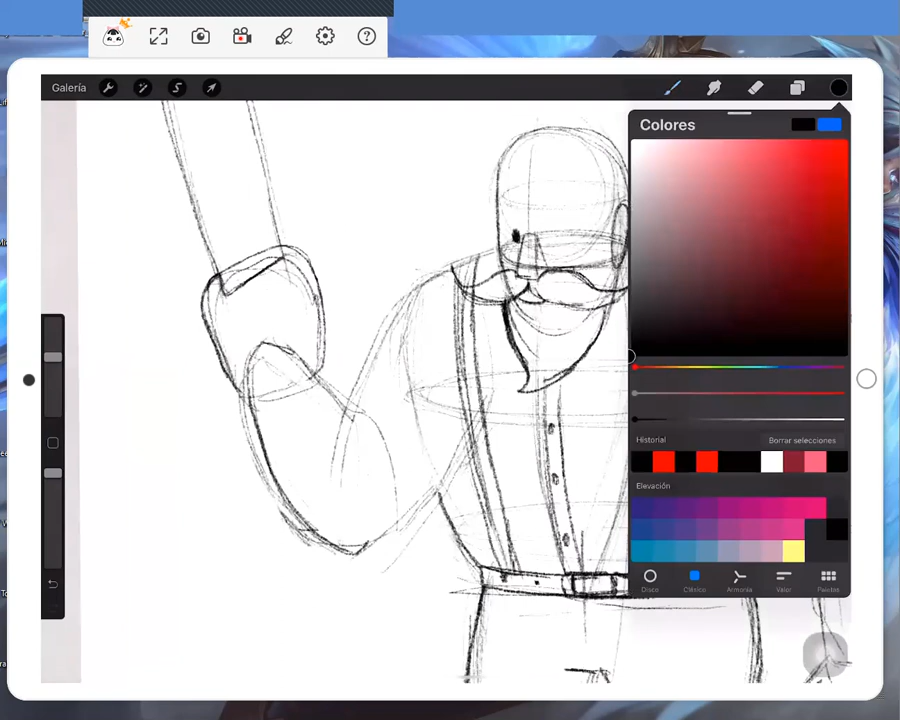 Galería
Colores
Historial
Borrar selecciones
Elevación
Disco
Clásico
Armonía
Valor
Paletas